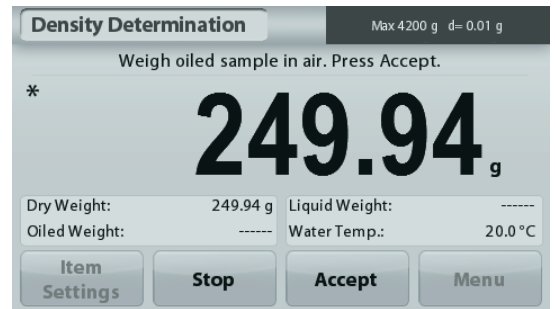 Density Determination
Max 4200 g d= 0.01 g
Weigh oiled sample in air. Press Accept.
*
249.94 g
Dry Weight: 249.94 g Liquid Weight: ------
Oiled Weight: ------ Water Temp.: 20.0 °C
Item Settings
Stop
Accept
Menu